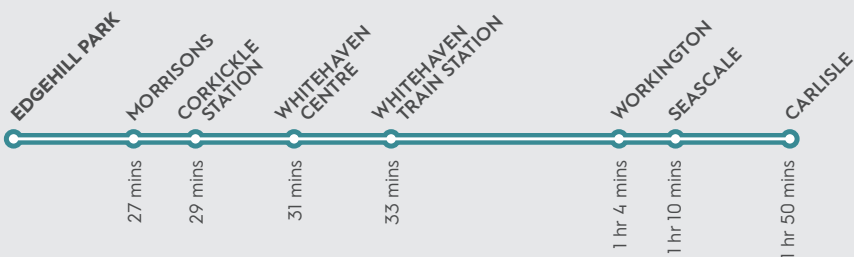 EDGEHILL PARK
MORRISONS
CORKICKLE
STATION
WHITEHAVEN
CENTRE
WHITEHAVEN
TRAIN STATION
WORKINGTON
SEASCALE
CARLISLE
27 mins
29 mins
31 mins
33 mins
1 hr 4 mins
1 hr 10 mins
1 hr 50 mins